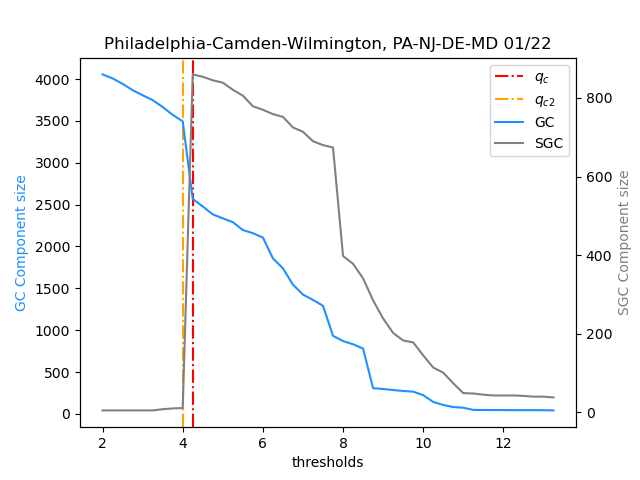 Philadelphia-Camden-Wilmington, PA-NJ-DE-MD 01/22
4000
3500
3000
2500
2000
1500
1000
500
0
GC Component size
2
4
6
8
10
12
thresholds
800
600
400
200
0
SGC Component size
q_c
q_c2
GC
SGC